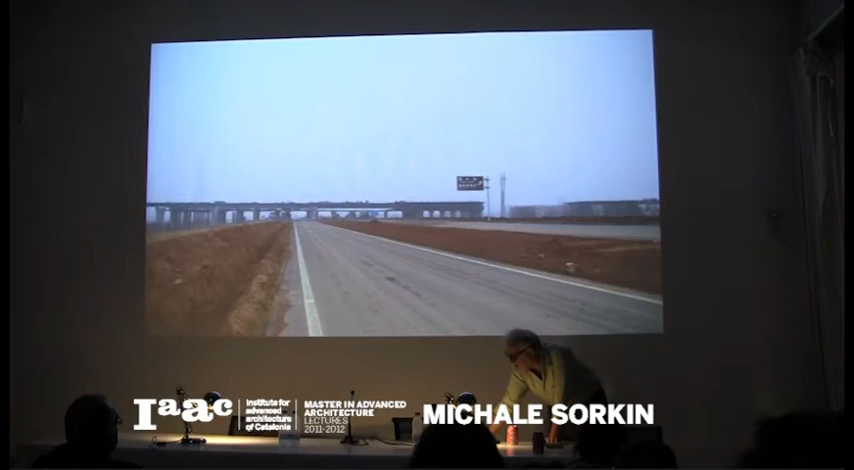 Iaac
Institute for
advanced
architecture
of Catalonia
MASTER IN ADVANCED
ARCHITECTURE
LECTURES
2011-2012
MICHALE SORKIN